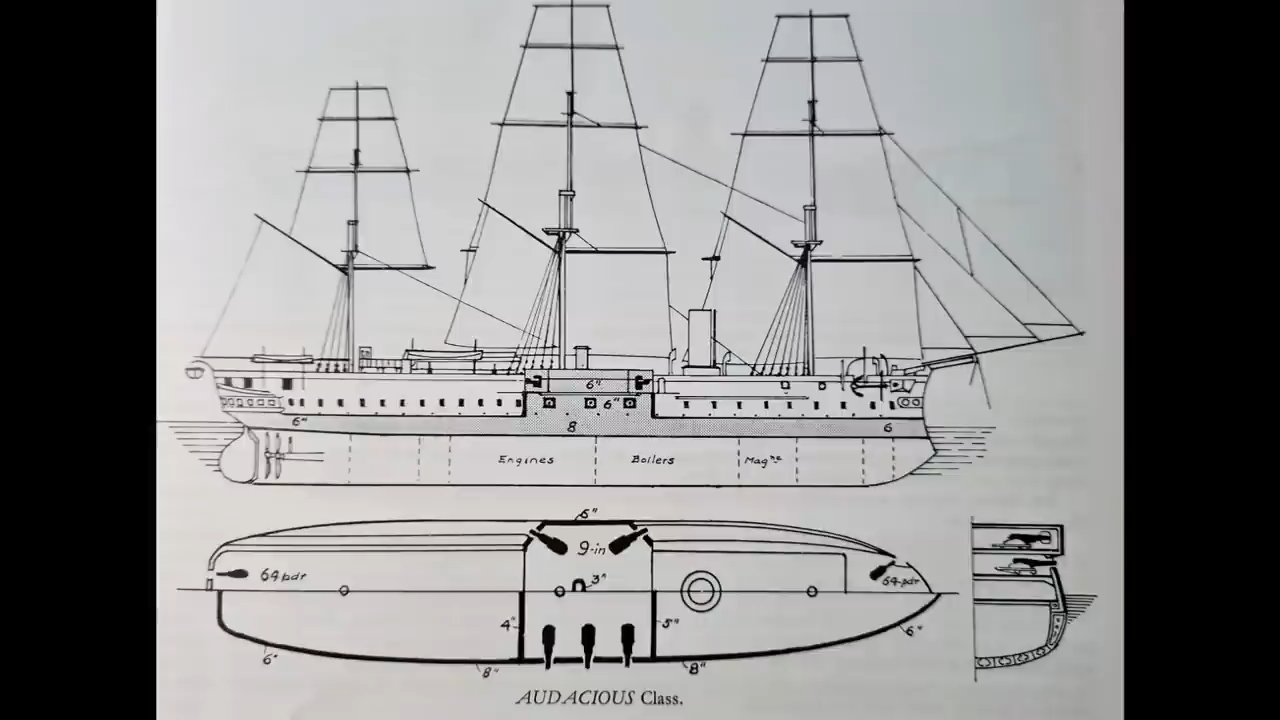 6"
6"
6" 8 6
Engines Boilers Magne
6"
9-in
64 pdr 3" 64-pdr
4" 5"
6" 8" 8" 6"
AUDACIOUS Class.